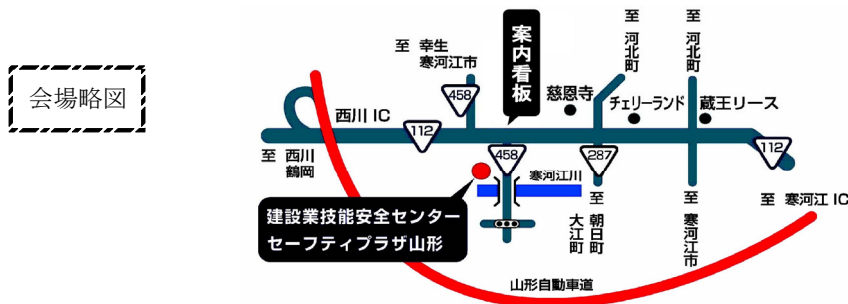 会場略図
至 幸生
寒河江市
458
案内看板
至 河北町
至 河北町
慈恩寺
チェリーランド
蔵王リース
西川 IC
112
至 西川
鶴岡
458
寒河江川
287
112
建設業技能安全センター
セーフティプラザ山形
至 朝日町
大江町
至 寒河江市
至 寒河江 IC
山形自動車道